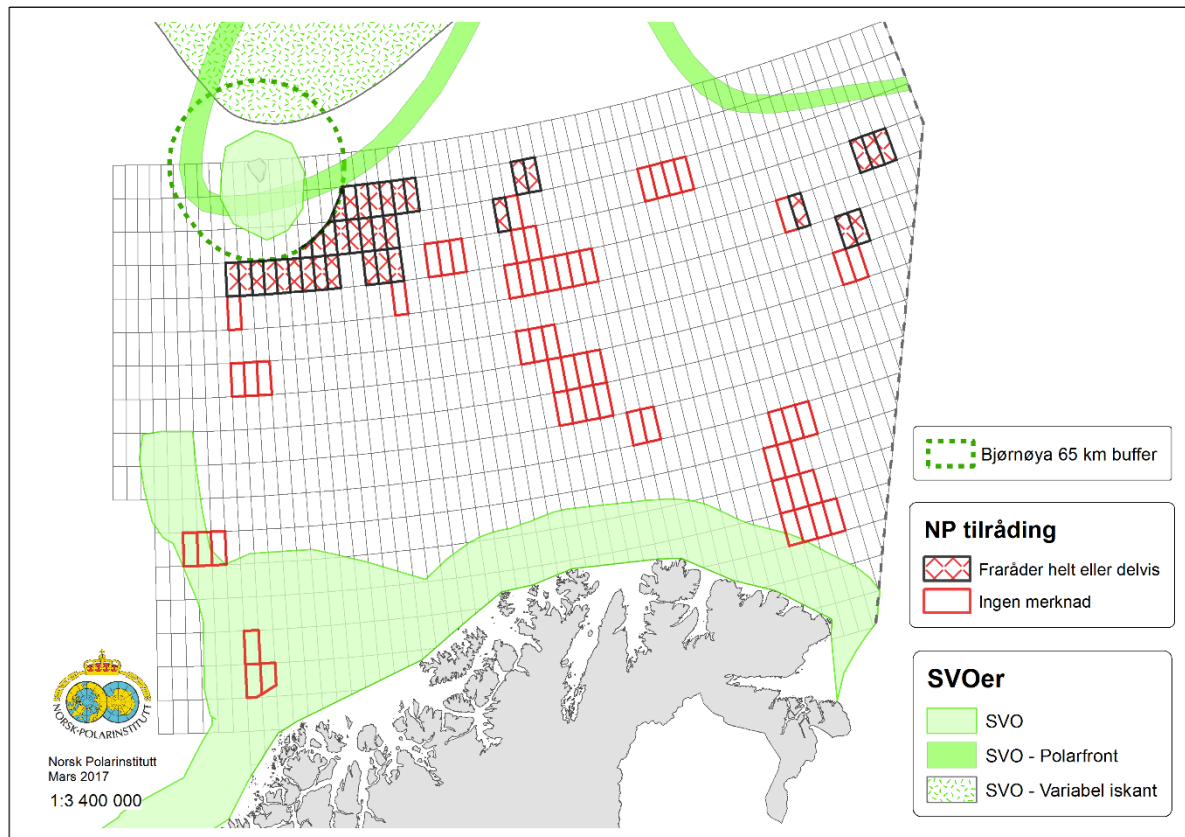 Bjørnøya 65 km buffer
NP tilråding
Fraråder helt eller delvis
Ingen merknad
SVOer
SVO
SVO - Polarfront
SVO - Variabel iskant
NORSK·POLARINSTITUTT
Norsk Polarinstitutt
Mars 2017
1:3 400 000